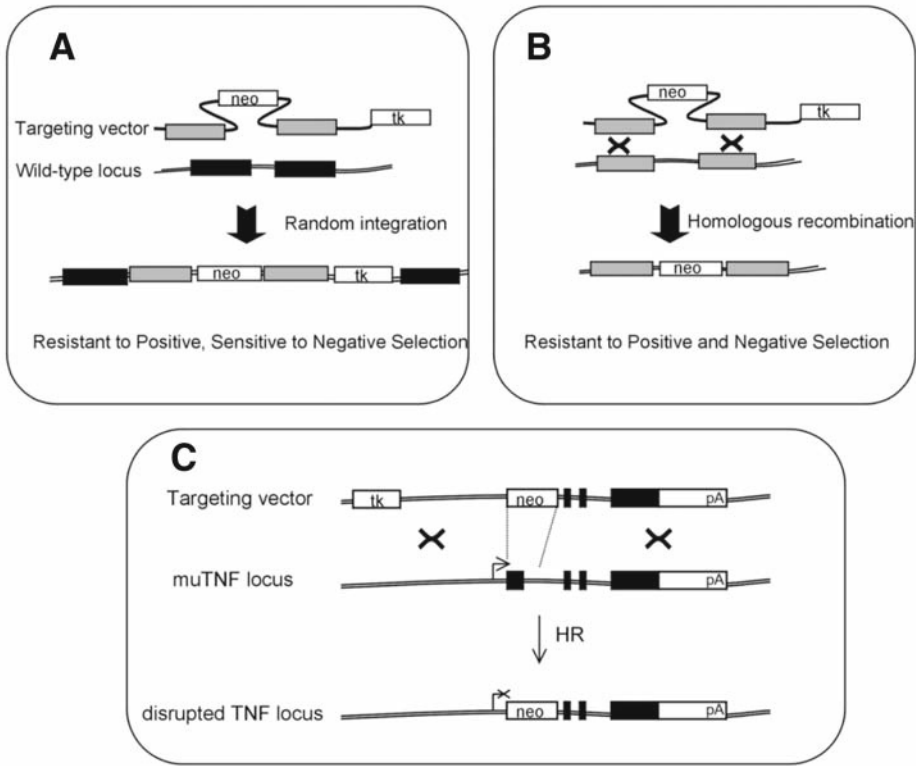 A
neo
tk
Targeting vector
Wild-type locus
Random integration
neo
tk
Resistant to Positive, Sensitive to Negative Selection
B
neo
tk
Homologous recombination
neo
Resistant to Positive and Negative Selection
C
Targeting vector
tk
neo
pA
muTNF locus
pA
HR
disrupted TNF locus
neo
pA